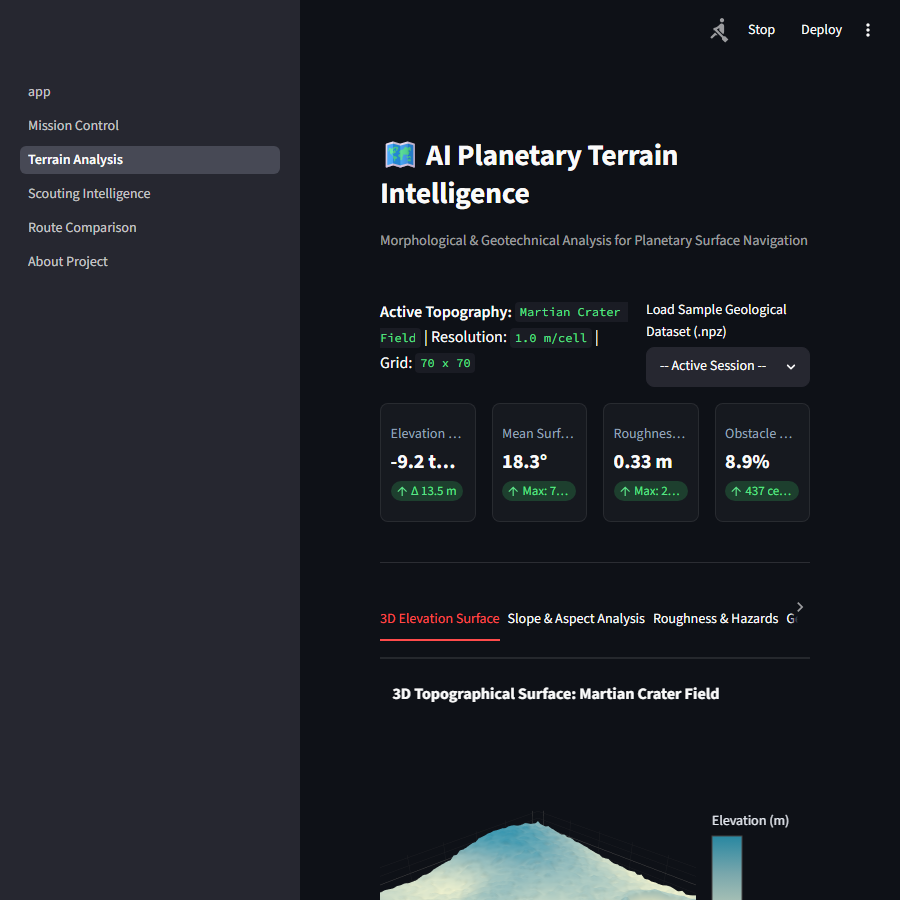 Stop
Deploy
app
Mission Control
Terrain Analysis
Scouting Intelligence
Route Comparison
About Project
AI Planetary Terrain
Intelligence
Morphological & Geotechnical Analysis for Planetary Surface Navigation
Active Topography: Martian Crater
Field | Resolution: 1.0 m/cell |
Grid: 70 x 70
Load Sample Geological
Dataset (.npz)
-- Active Session --
Elevation ...
-9.2 t...
↑ Δ 13.5 m
Mean Surf...
18.3°
↑ Max: 7...
Roughnes...
0.33 m
↑ Max: 2...
Obstacle ...
8.9%
↑ 437 ce...
3D Elevation Surface
Slope & Aspect Analysis
Roughness & Hazards
3D Topographical Surface: Martian Crater Field
Elevation (m)